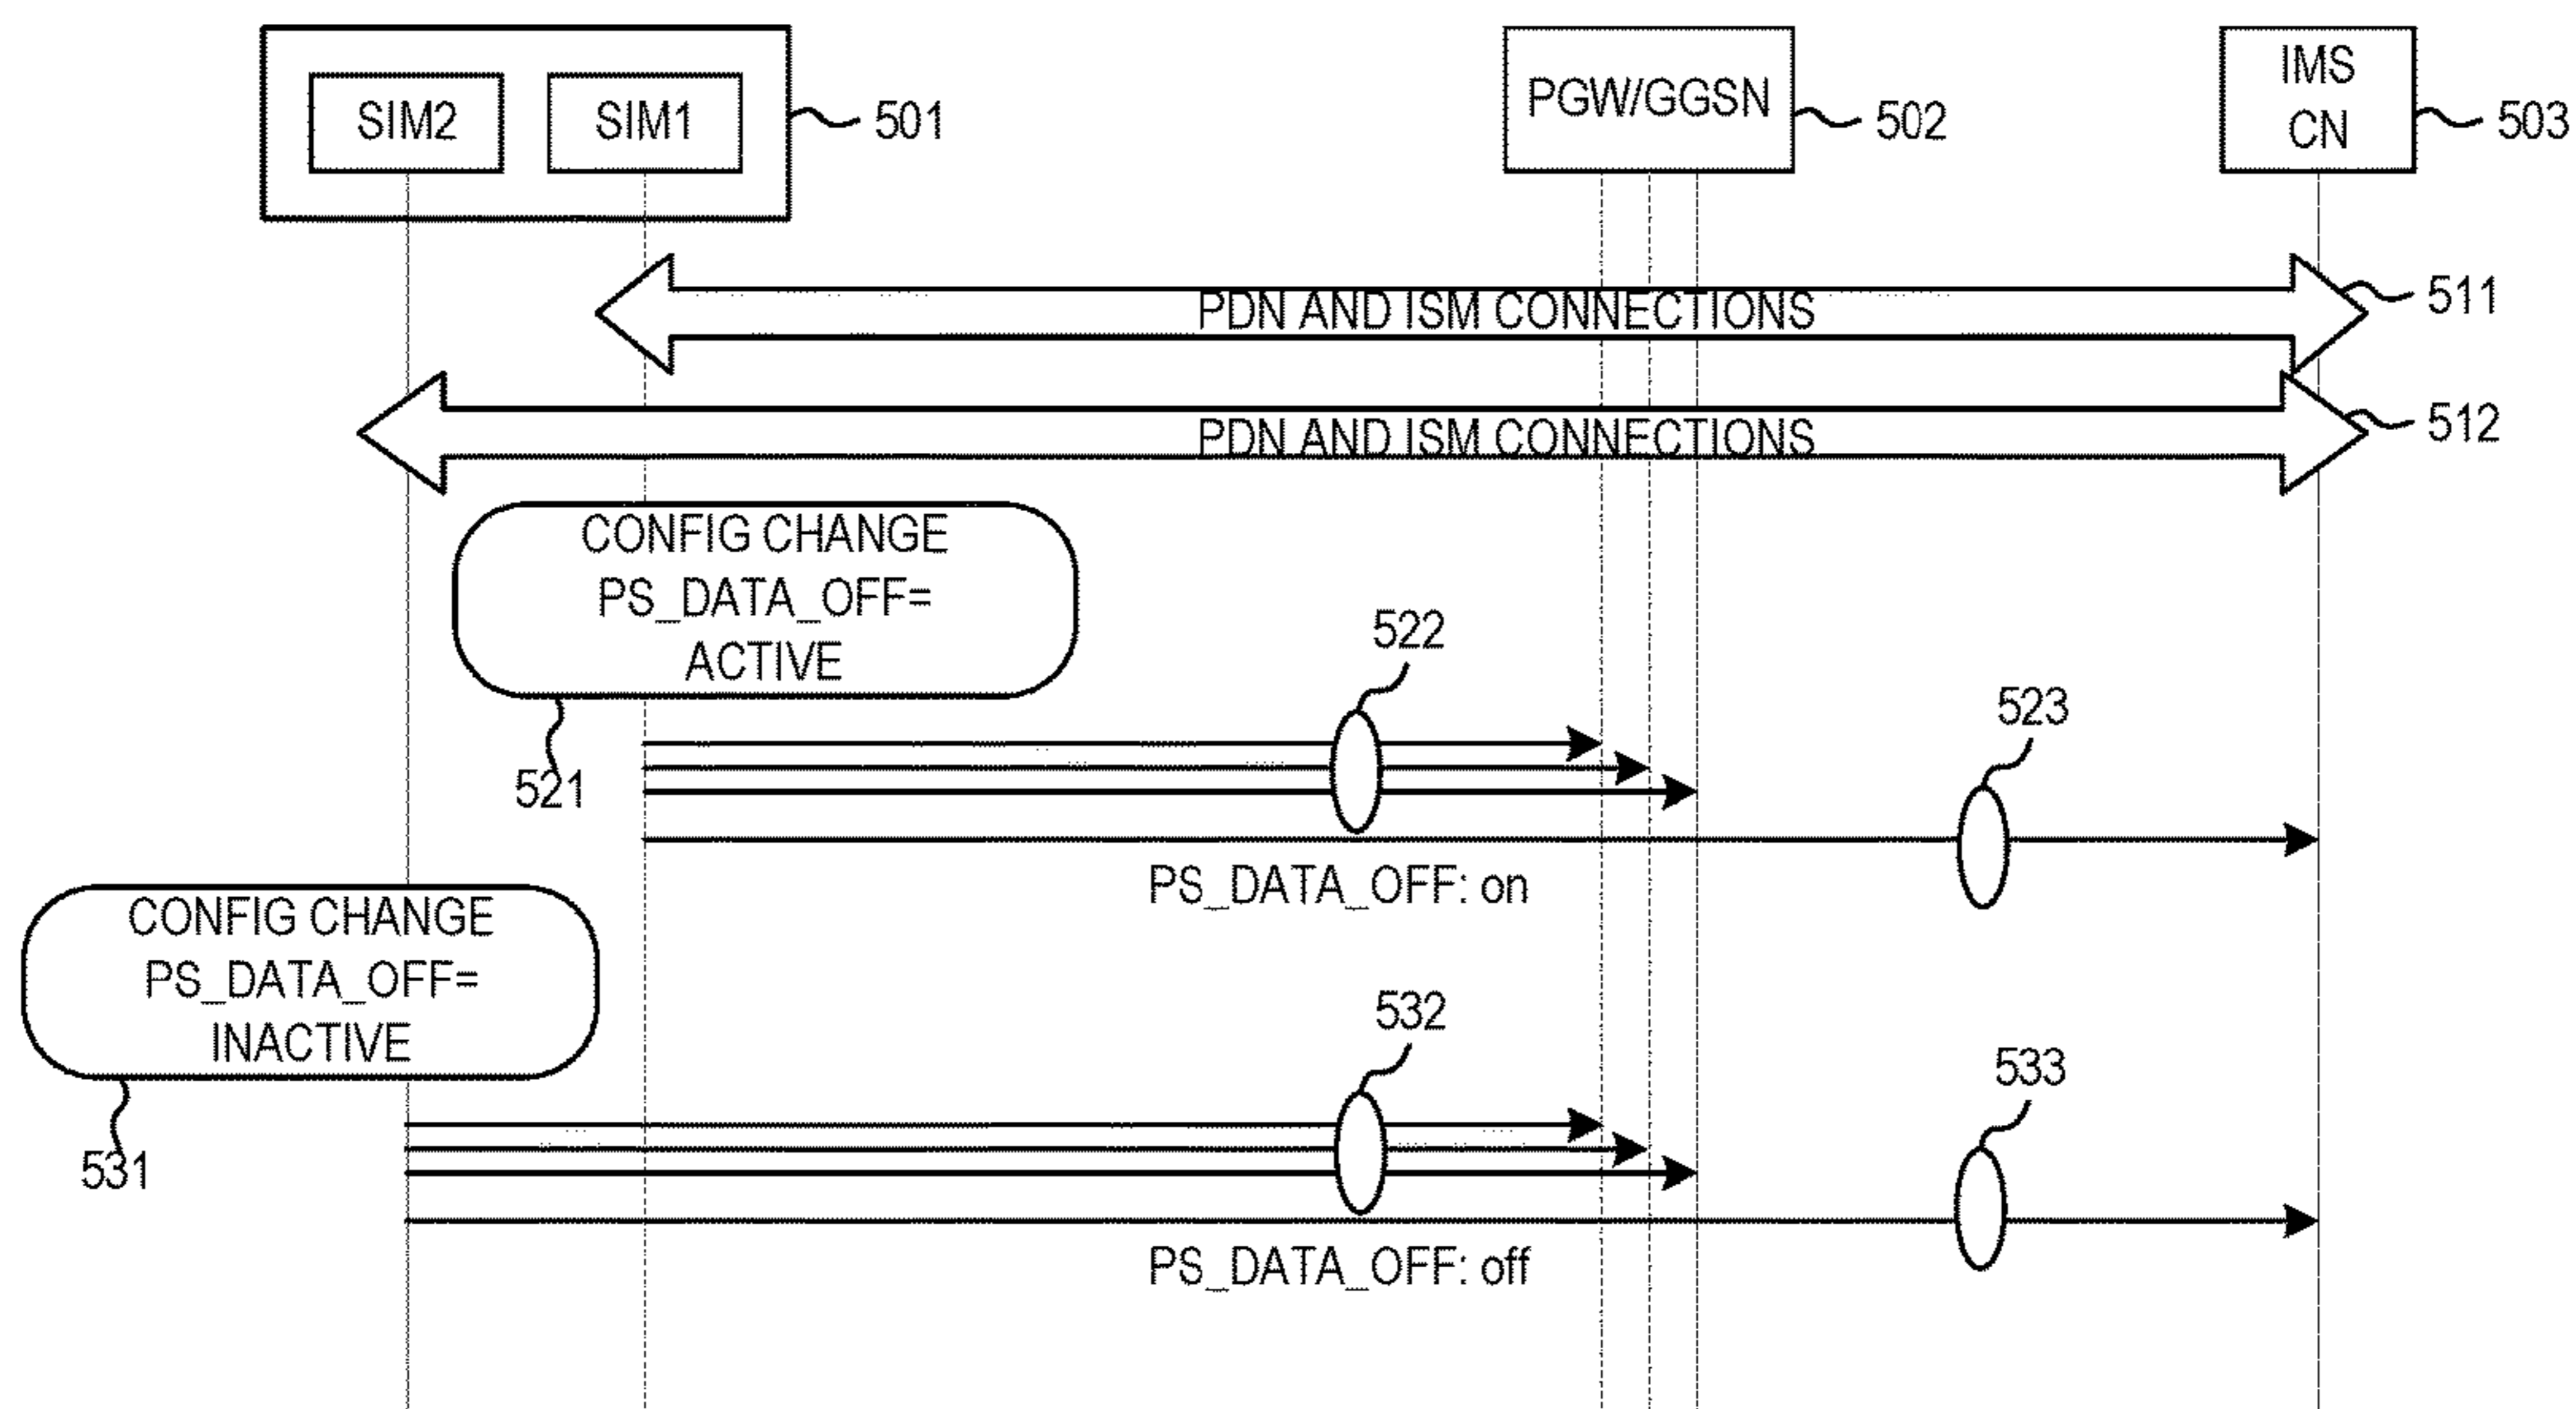 SIM2
SIM1
501
PGW/GGSN
502
IMS
CN
503
PDN AND ISM CONNECTIONS
511
PDN AND ISM CONNECTIONS
512
CONFIG CHANGE
PS_DATA_OFF=
ACTIVE
521
522
523
PS_DATA_OFF: on
CONFIG CHANGE
PS_DATA_OFF=
INACTIVE
531
532
533
PS_DATA_OFF: off